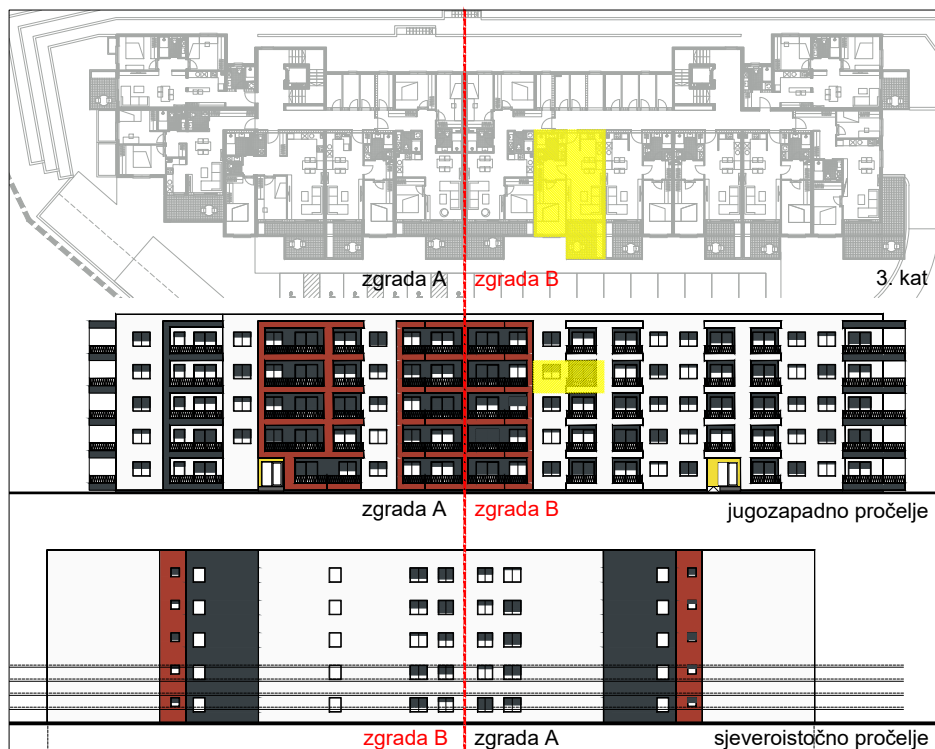 zgrada A zgrada B 3. kat
zgrada A zgrada B jugozapadno pročelje
zgrada B zgrada A sjeveroistočno pročelje